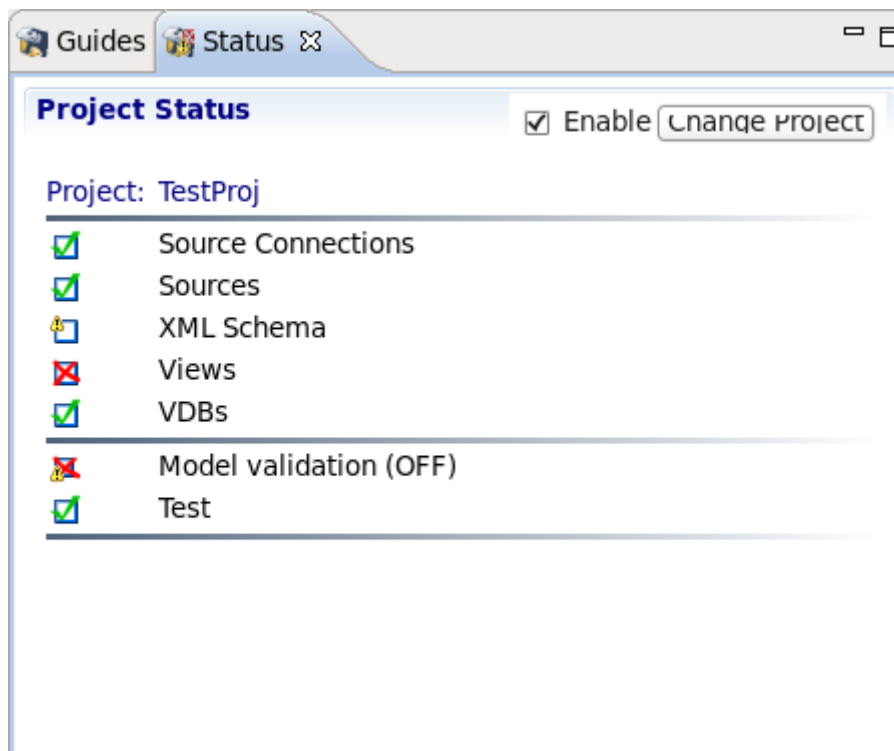 Guides Status
Project Status
Enable Change Project
Project: TestProj
Source Connections
Sources
XML Schema
Views
VDBs
Model validation (OFF)
Test